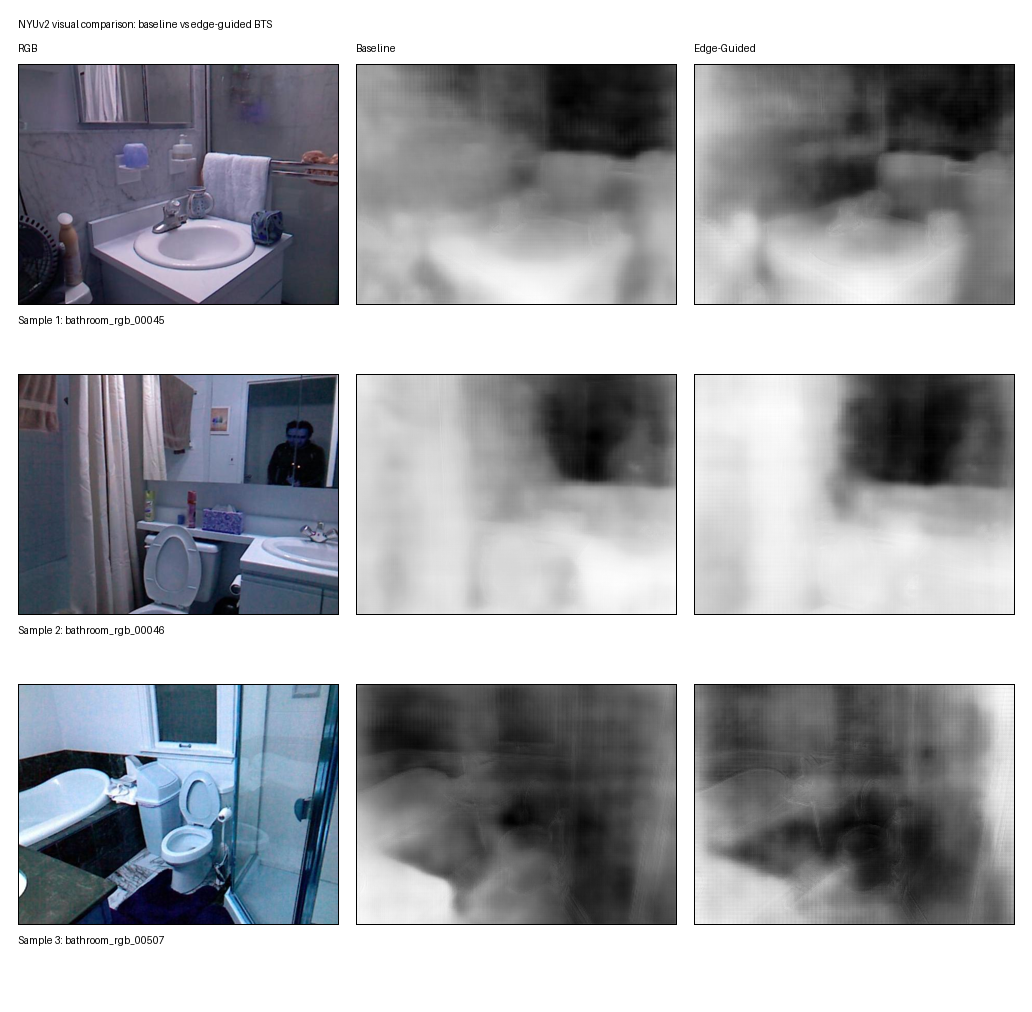 NYUv2 visual comparison: baseline vs edge-guided BTS
RGB Baseline Edge-Guided
Sample 1: bathroom_rgb_00045
Sample 2: bathroom_rgb_00046
Sample 3: bathroom_rgb_00507